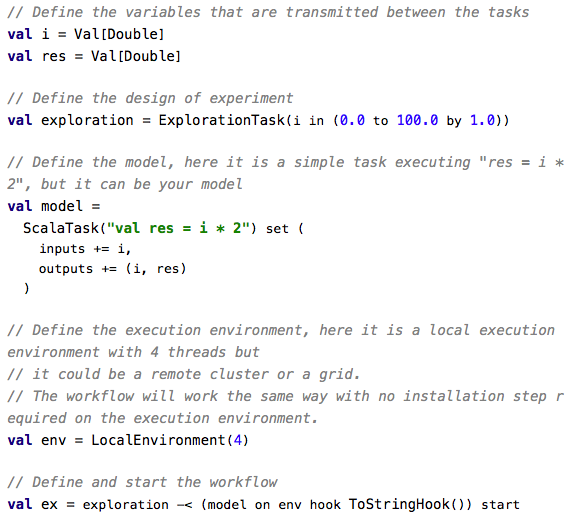 // Define the variables that are transmitted between the tasks
val i = Val[Double]
val res = Val[Double]

// Define the design of experiment
val exploration = ExplorationTask(i in (0.0 to 100.0 by 1.0))

// Define the model, here it is a simple task executing "res = i *
2", but it can be your model
val model =
  ScalaTask("val res = i * 2") set (
    inputs += i,
    outputs += (i, res)
  )

// Define the execution environment, here it is a local execution
environment with 4 threads but
// it could be a remote cluster or a grid.
// The workflow will work the same way with no installation step r
equired on the execution environment.
val env = LocalEnvironment(4)

// Define and start the workflow
val ex = exploration -< (model on env hook ToStringHook()) start